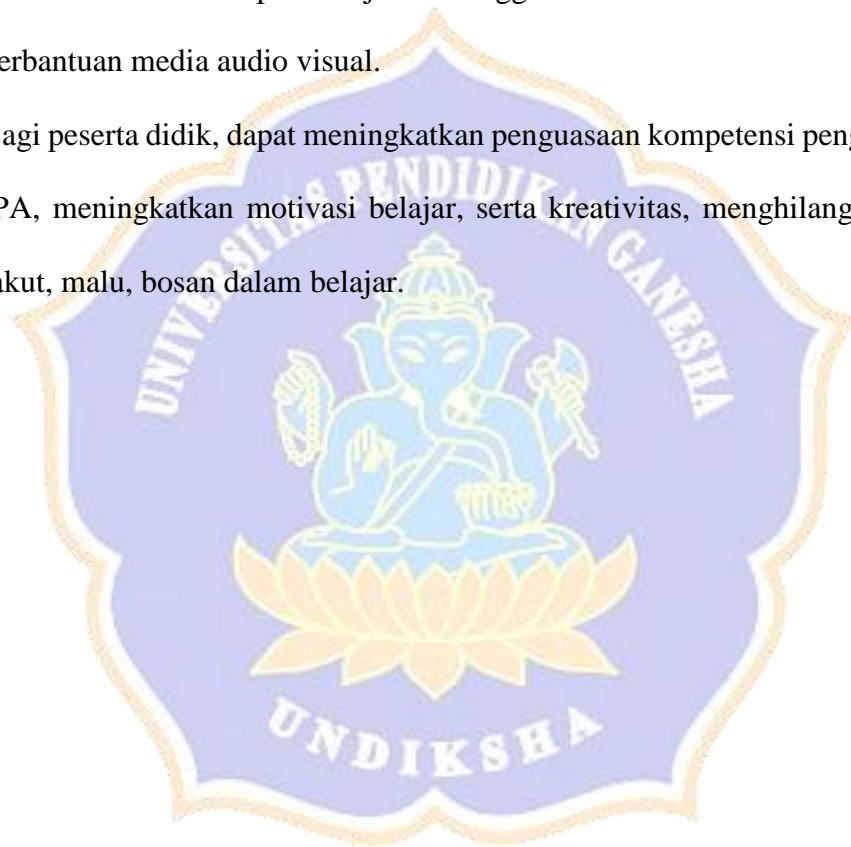 erbantuan media audio visual.
agi peserta didik, dapat meningkatkan penguasaan kompetensi peng
PA, meningkatkan motivasi belajar, serta kreativitas, menghilang
akut, malu, bosan dalam belajar.
UNIVERSITAS PENDIDIKAN GANESHA
UNDIKSHA